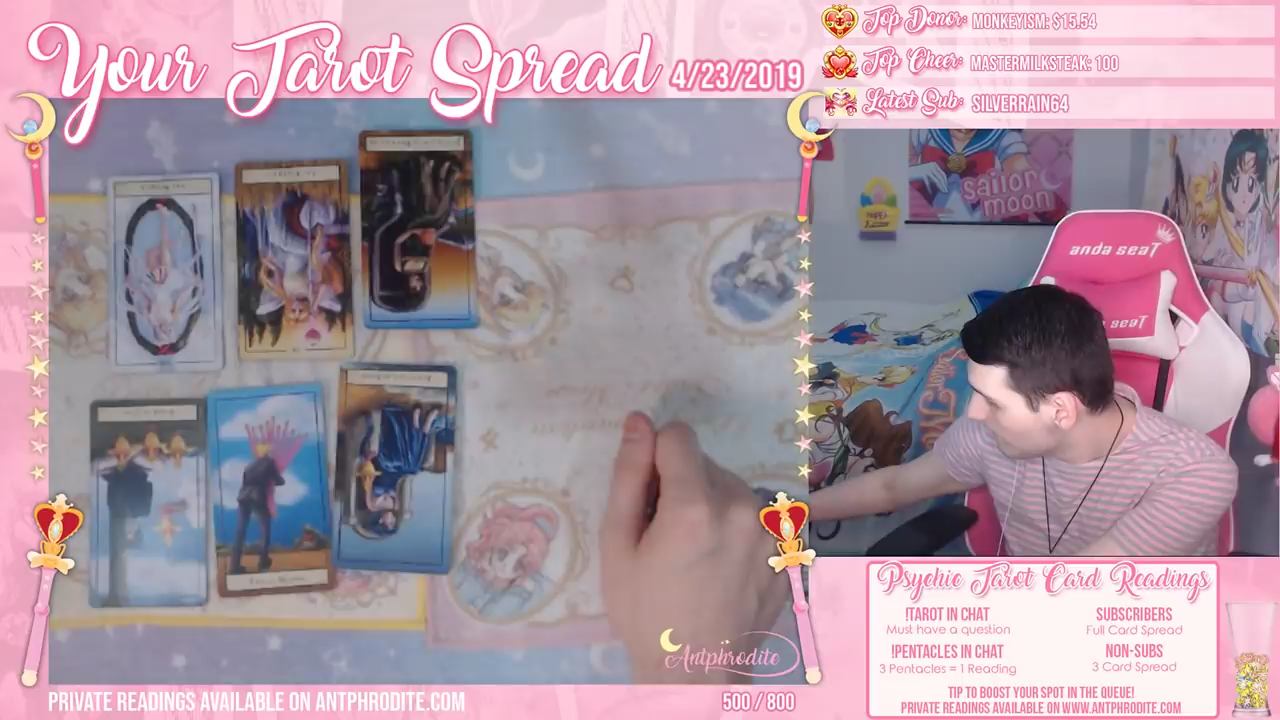 Your Tarot Spread 4/23/2019
Top Donor: MONKEYISM: $15.54
Top Cheer: MASTERMILKSTEAK: 100
Latest Sub: SILVERRAIN64
sailor
moon
anda seaT
seaT
Antphrodite
PRIVATE READINGS AVAILABLE ON ANTPHRODITE.COM
500 / 800
Psychic Tarot Card Readings
!TAROT IN CHAT
Must have a question
SUBSCRIBERS
Full Card Spread
!PENTACLES IN CHAT
3 Pentacles = 1 Reading
NON-SUBS
3 Card Spread
TIP TO BOOST YOUR SPOT IN THE QUEUE!
PRIVATE READINGS AVAILABLE ON WWW.ANTPHRODITE.COM